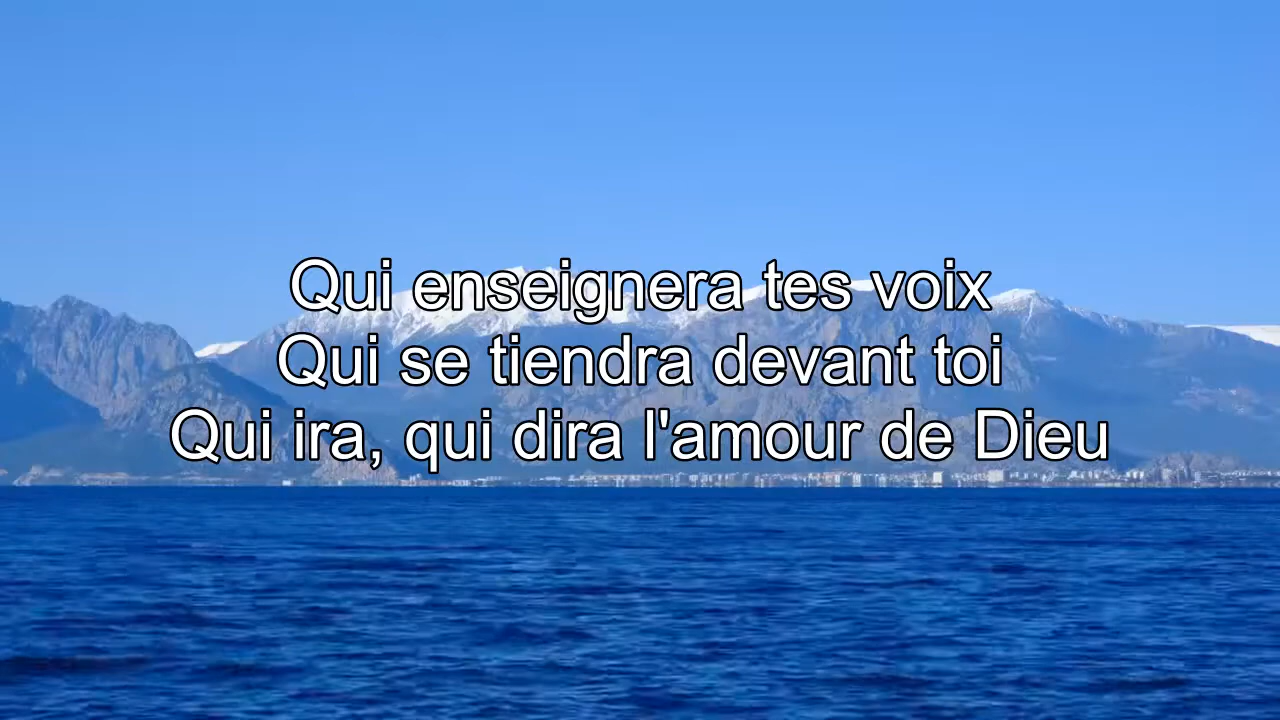 Qui enseignera tes voix
Qui se tiendra devant toi
Qui ira, qui dira l'amour de Dieu